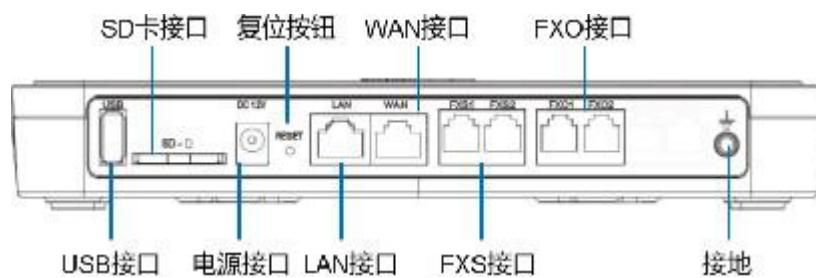 SD卡接口 复位按钮 WAN接口 FXO接口
USB DC 12V LAN WAN FXS1 FXS2 FXO1 FXO2
RESET
SD-
USB接口 电源接口 LAN接口 FXS接口 接地